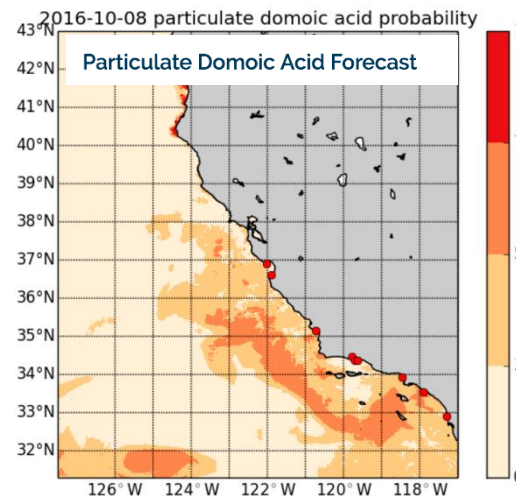 2016-10-08 particulate domoic acid probability
Particulate Domoic Acid Forecast
43°N
42°N
41°N
40°N
39°N
38°N
37°N
36°N
35°N
34°N
33°N
32°N
126°W 124°W 122°W 120°W 118°W